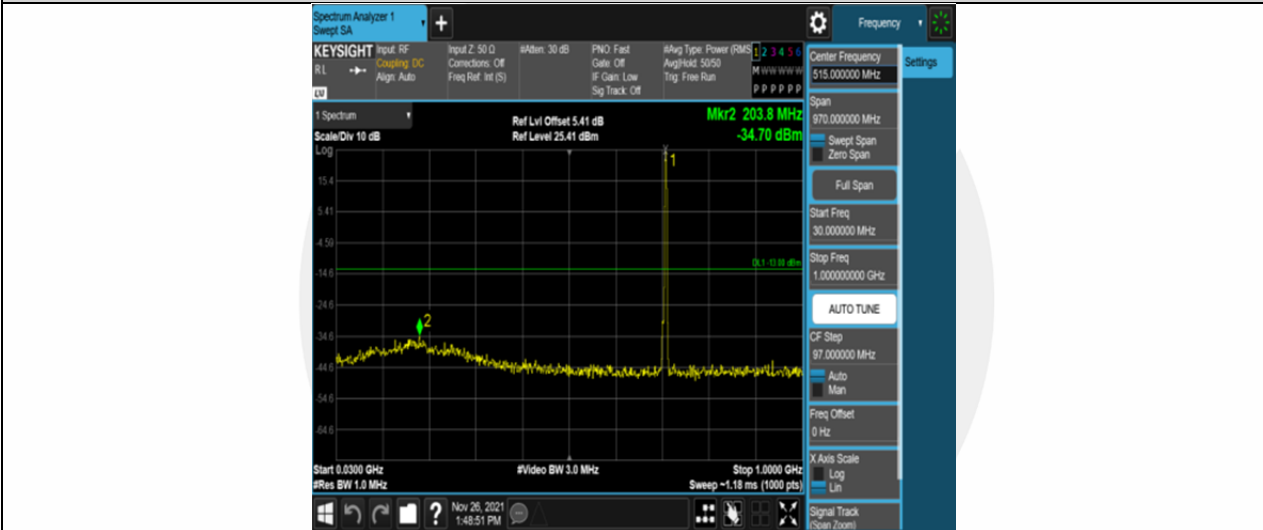 Spectrum Analyzer 1
Swept SA
+
Frequency
KEYSIGHT
RL
LV
Input: RF
Coupling: DC
Align: Auto
Input Z: 50 Ω
Corrections: Off
Freq Ref: Int (S)
#Atten: 30 dB
PNO: Fast
Gate: Off
IF Gain: Low
Sig Track: Off
#Avg Type: Power (RMS
Avg|Hold: 50/50
Trig: Free Run
1 2 3 4 5 6
M W W W W W
P P P P P P
1 Spectrum
Scale/Div 10 dB
Log
Ref Lvl Offset 5.41 dB
Ref Level 25.41 dBm
Mkr2 203.8 MHz
-34.70 dBm
15.4
5.41
-4.59
-14.6
-24.6
-34.6
-44.6
-54.6
-64.6
1
2
DL1 -13.00 dBm
Start 0.0300 GHz
#Res BW 1.0 MHz
#Video BW 3.0 MHz
Stop 1.0000 GHz
Sweep ~1.18 ms (1000 pts)
Nov 26, 2021
1:48:51 PM
Center Frequency
515.000000 MHz
Span
970.000000 MHz
Swept Span
Zero Span
Full Span
Start Freq
30.000000 MHz
Stop Freq
1.000000000 GHz
AUTO TUNE
CF Step
97.000000 MHz
Auto
Man
Freq Offset
0 Hz
X Axis Scale
Log
Lin
Signal Track
(Span Zoom)
Settings